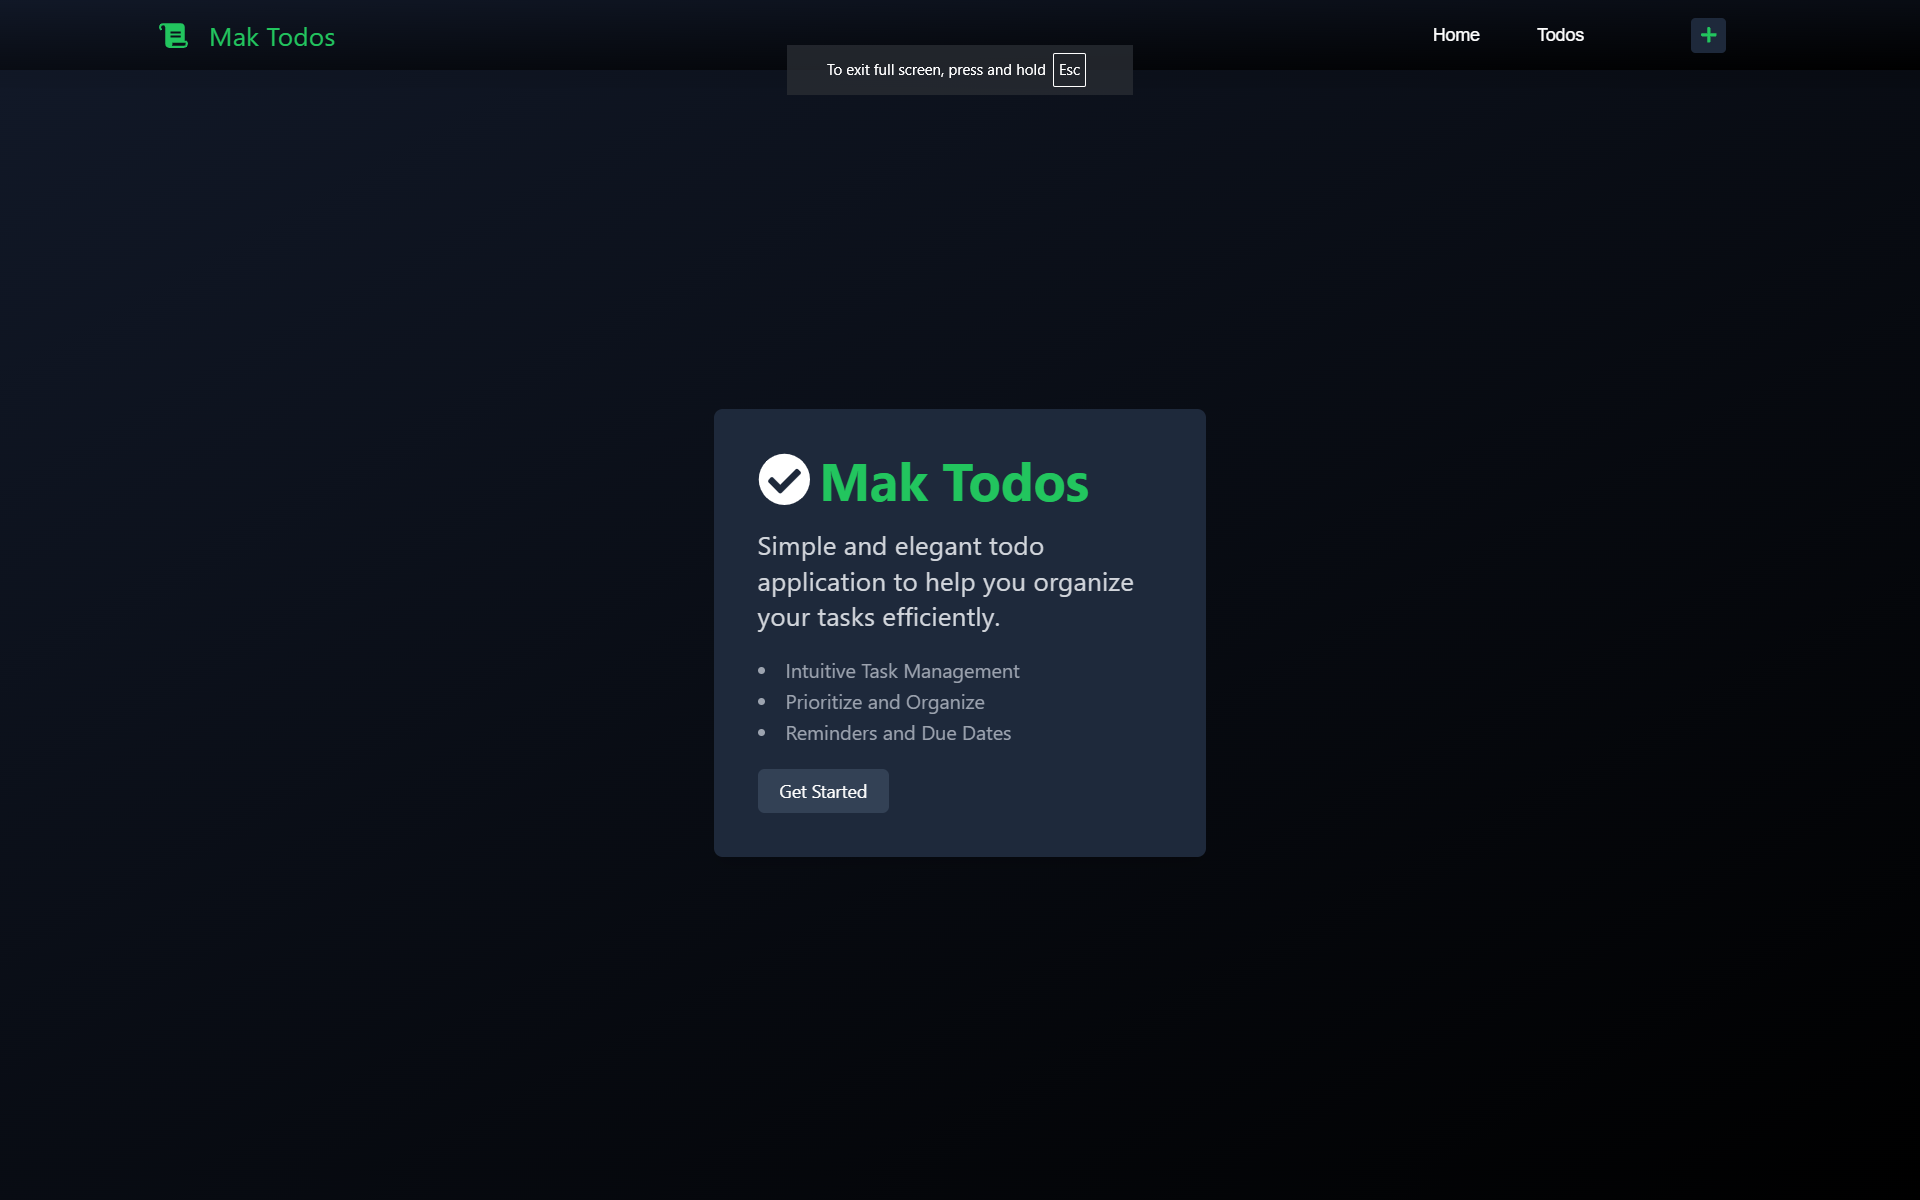 Mak Todos
Home
Todos
To exit full screen, press and hold Esc
Mak Todos
Simple and elegant todo
application to help you organize
your tasks efficiently.
Intuitive Task Management
Prioritize and Organize
Reminders and Due Dates
Get Started